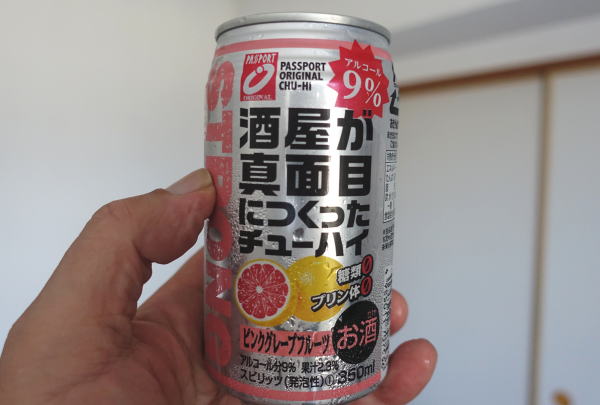 PASSPORT
ORIGINAL
PASSPORT
ORIGINAL
CHU-Hi
アルコール
9%
酒屋が
真面目
につくった
チューハイ
糖類0
プリン体0
ピンクグレープフルーツ
お酒
アルコール分9% 果汁2.8%
スピリッツ(発泡性)① 350ml